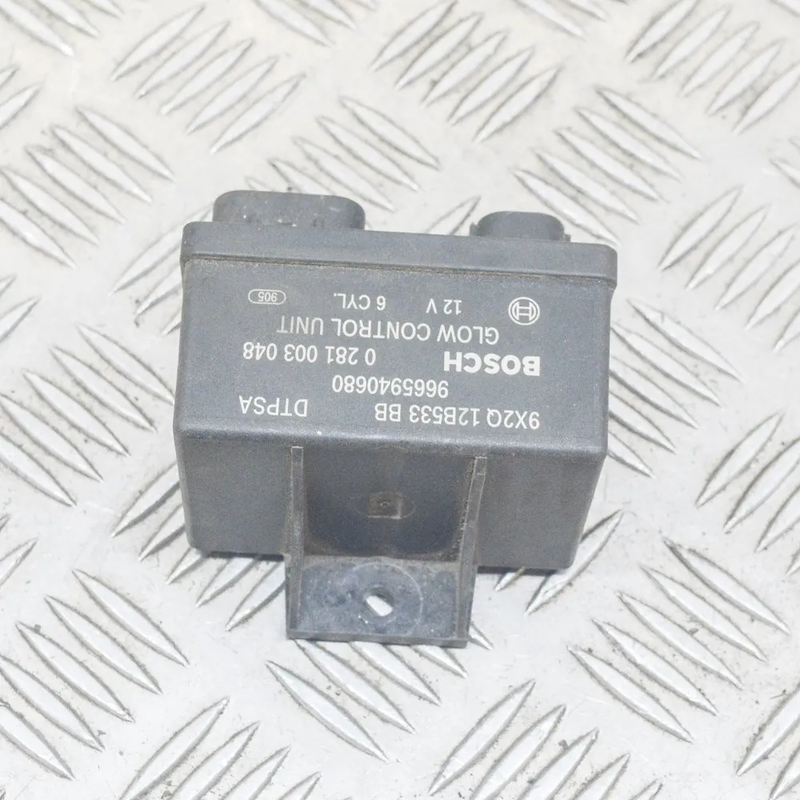 9X2Q 12B533 BB DTPSA
9665940680
BOSCH 0 281 003 048
GLOW CONTROL UNIT
12 V 6 CYL. 905